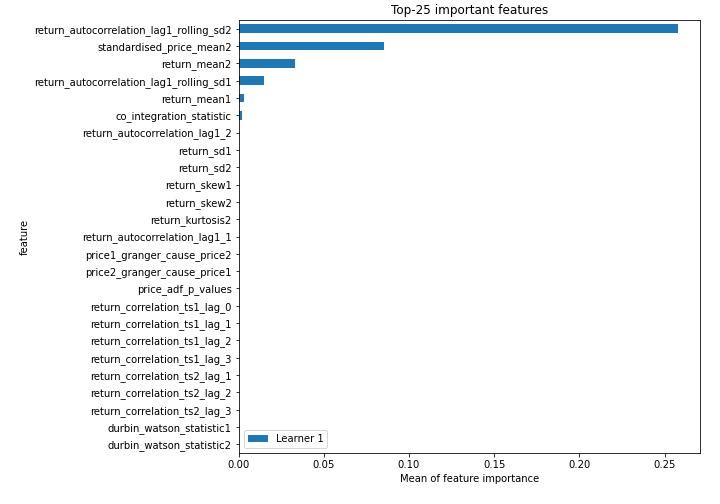 Top-25 important features
return_autocorrelation_lag1_rolling_sd2
standardised_price_mean2
return_mean2
return_autocorrelation_lag1_rolling_sd1
return_mean1
co_integration_statistic
return_autocorrelation_lag1_2
return_sd1
return_sd2
return_skew1
return_skew2
return_kurtosis2
return_autocorrelation_lag1_1
price1_granger_cause_price2
price2_granger_cause_price1
price_adf_p_values
return_correlation_ts1_lag_0
return_correlation_ts1_lag_1
return_correlation_ts1_lag_2
return_correlation_ts1_lag_3
return_correlation_ts2_lag_1
return_correlation_ts2_lag_2
return_correlation_ts2_lag_3
durbin_watson_statistic1
durbin_watson_statistic2
feature
Learner 1
0.00 0.05 0.10 0.15 0.20 0.25
Mean of feature importance